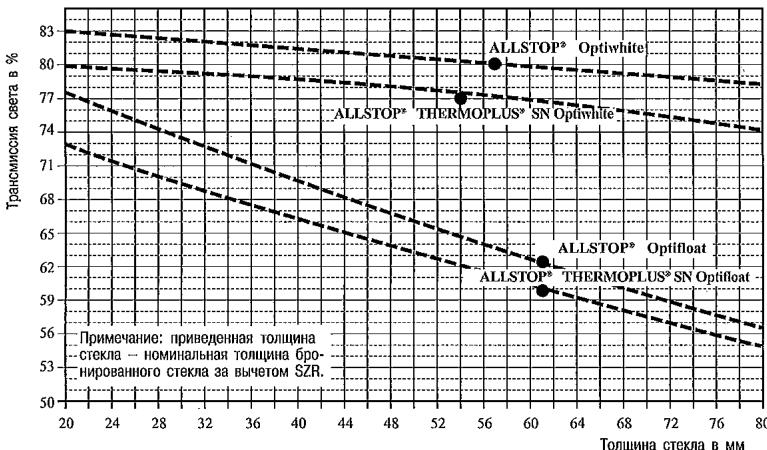 Трансмиссия света в %
83
80
77
74
71
68
65
62
59
56
53
50
ALLSTOP® Optiwhite
ALLSTOP® THERMOPLUS® SN Optiwhite
ALLSTOP® Optifloat
ALLSTOP® THERMOPLUS® SN Optifloat
Примечание: приведенная толщина
стекла – номинальная толщина бро-
нированного стекла за вычетом SZR.
20 24 28 32 36 40 44 48 52 56 60 64 68 72 76 80
Толщина стекла в мм